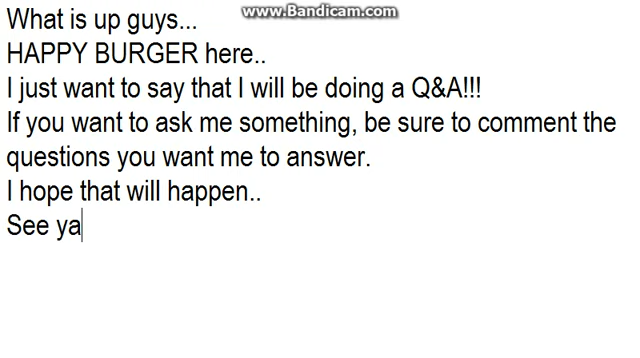 www.Bandicam.com
What is up guys...
HAPPY BURGER here..
I just want to say that I will be doing a Q&A!!!
If you want to ask me something, be sure to comment the
questions you want me to answer.
I hope that will happen..
See ya